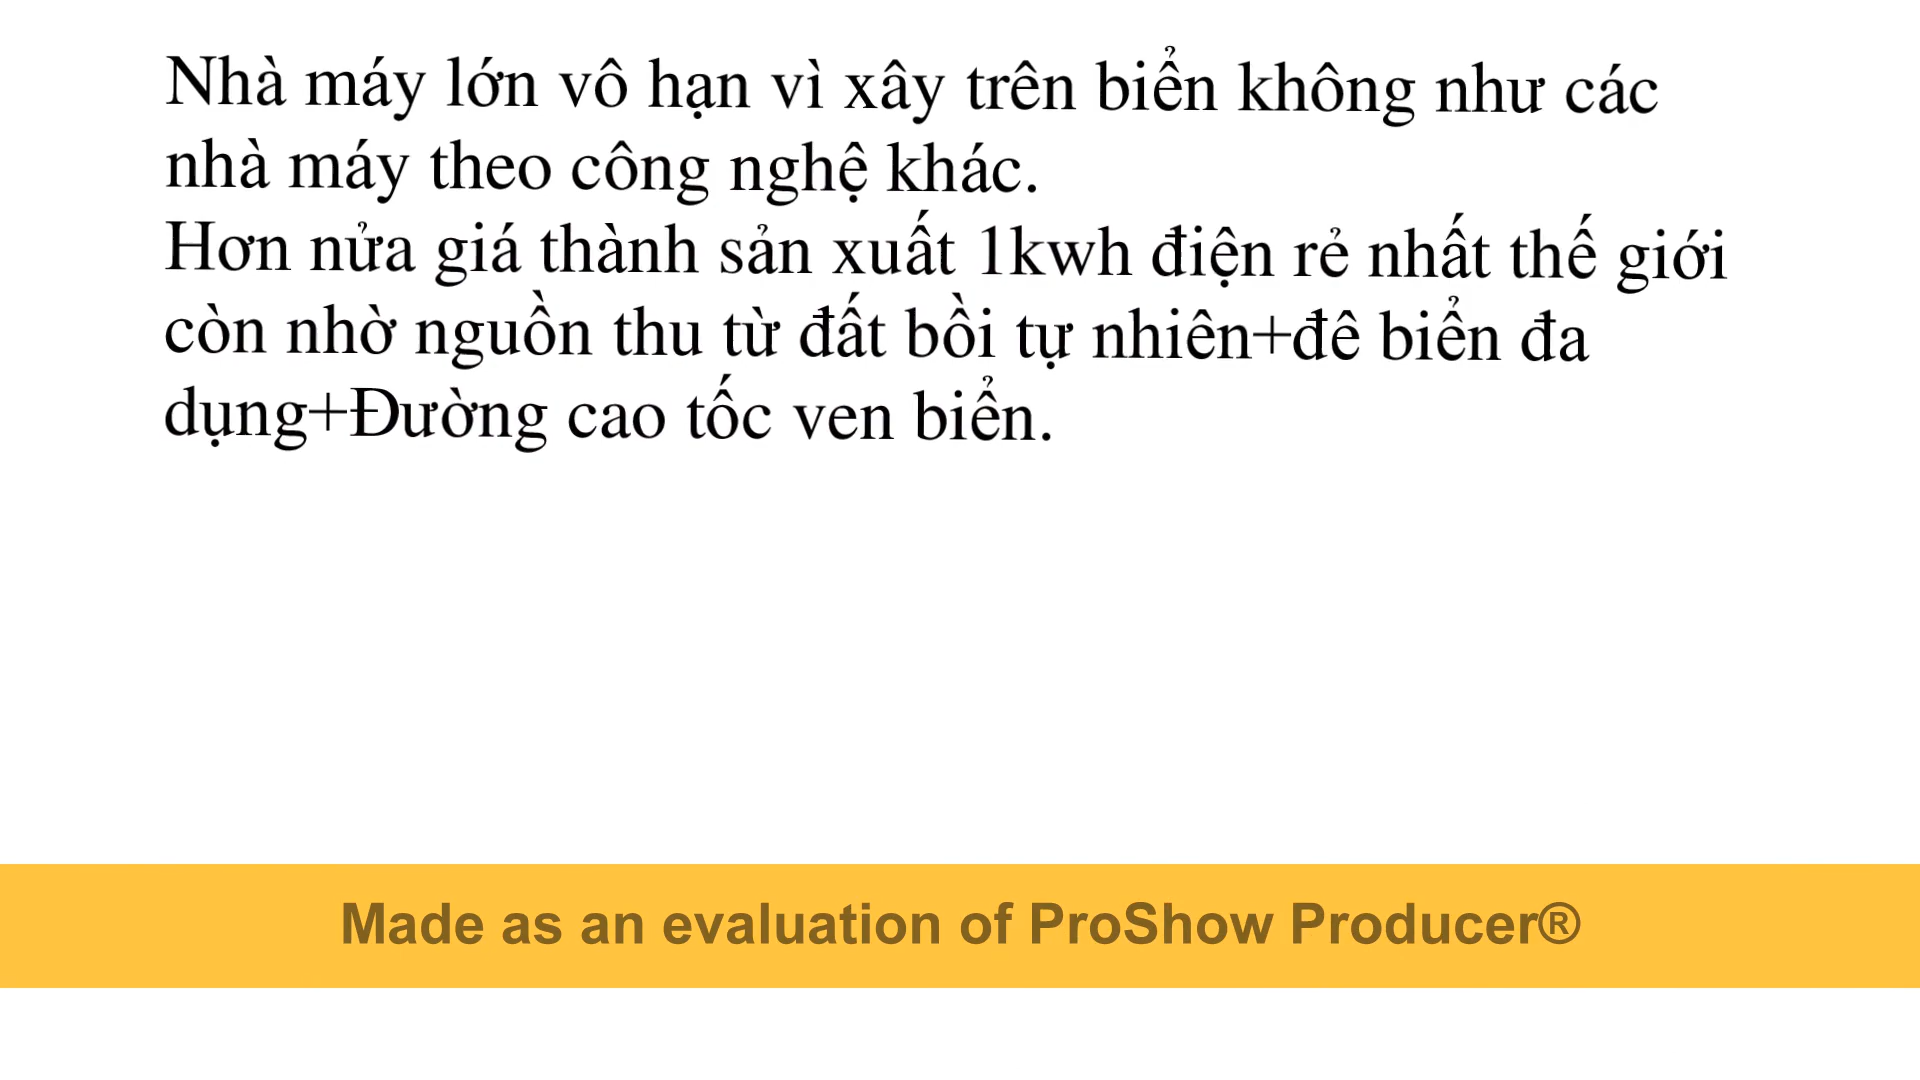 Nhà máy lớn vô hạn vì xây trên biển không như các
nhà máy theo công nghệ khác.
Hơn nửa giá thành sản xuất 1kwh điện rẻ nhất thế giới
còn nhờ nguồn thu từ đất bồi tự nhiên+đê biển đa
dụng+Đường cao tốc ven biển.
Made as an evaluation of ProShow Producer®